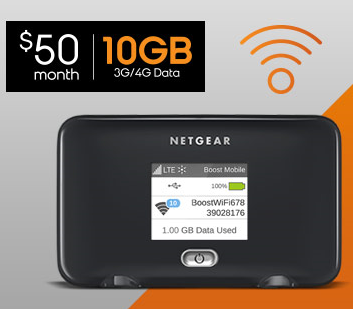 $50
month
10GB
3G/4G Data
NETGEAR
LTE Boost Mobile
100%
10
BoostWiFi678
39028176
1.00 GB Data Used